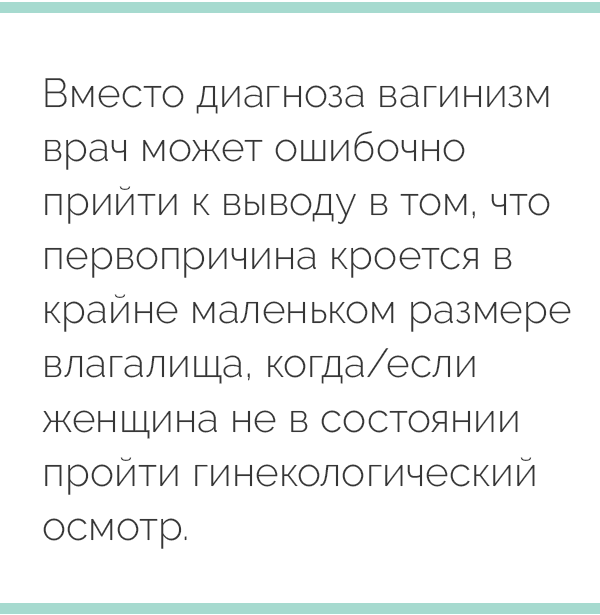 Вместо диагноза вагинизм
врач может ошибочно
прийти к выводу в том, что
первопричина кроется в
крайне маленьком размере
влагалища, когда/если
женщина не в состоянии
пройти гинекологический
осмотр.